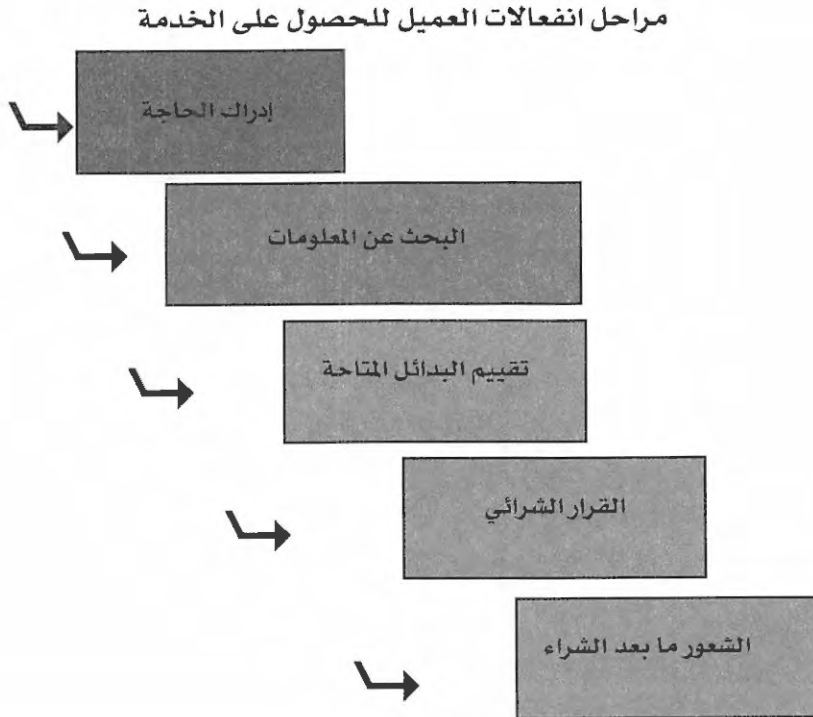 مراحل انفعالات العميل للحصول على الخدمة
إدراك الحاجة
البحث عن المعلومات
تقييم البدائل المتاحة
القرار الشرائي
الشعور ما بعد الشراء